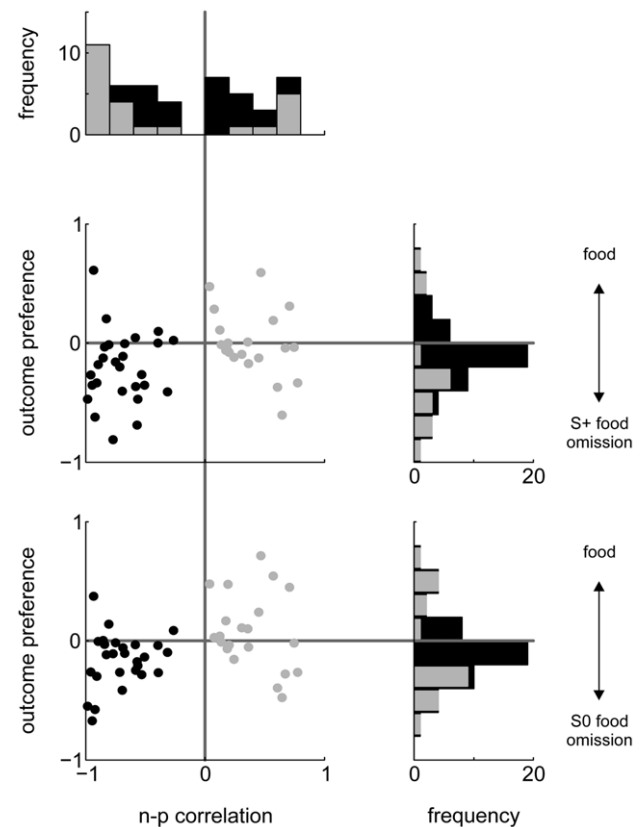 frequency
10
0
outcome preference
1
0
−1
food
S+ food
omission
0
20
outcome preference
1
0
−1
food
S0 food
omission
−1
0
1
0
20
n-p correlation
frequency